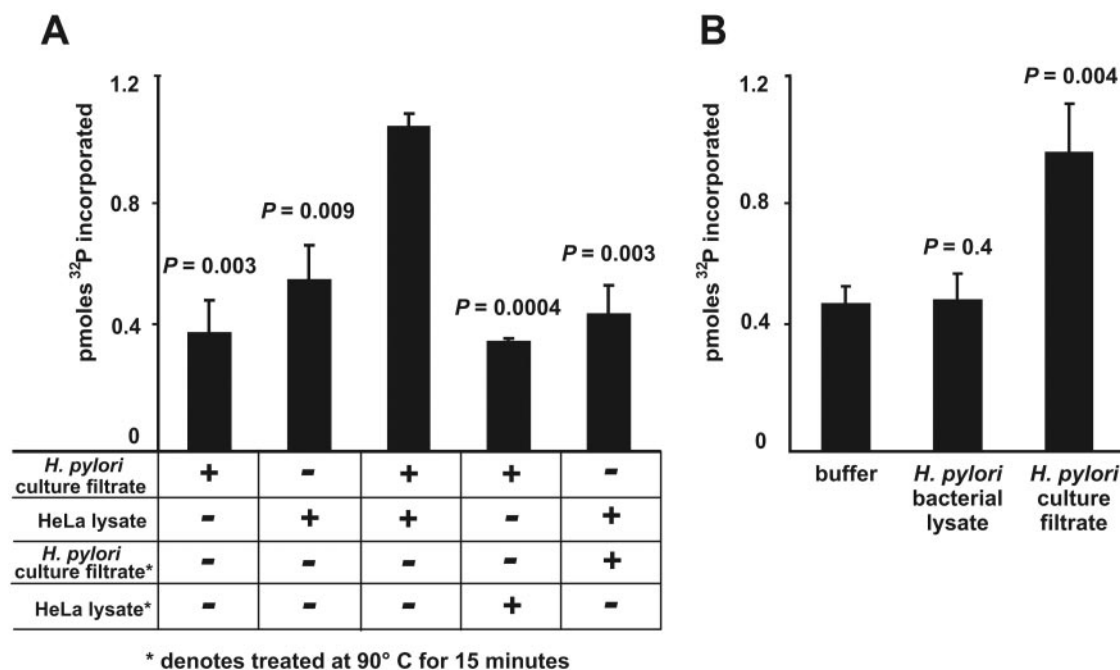 A
pmoles ³²P incorporated
1.2
0.8
0.4
0
P = 0.003
P = 0.009
P = 0.0004
P = 0.003
H. pylori
culture filtrate
+ - + + -
HeLa lysate
- + + - +
H. pylori
culture filtrate*
- - - - +
HeLa lysate*
- - - + -
* denotes treated at 90° C for 15 minutes
B
pmoles ³²P incorporated
1.2
0.8
0.4
0
P = 0.4
P = 0.004
buffer
H. pylori
bacterial
lysate
H. pylori
culture
filtrate